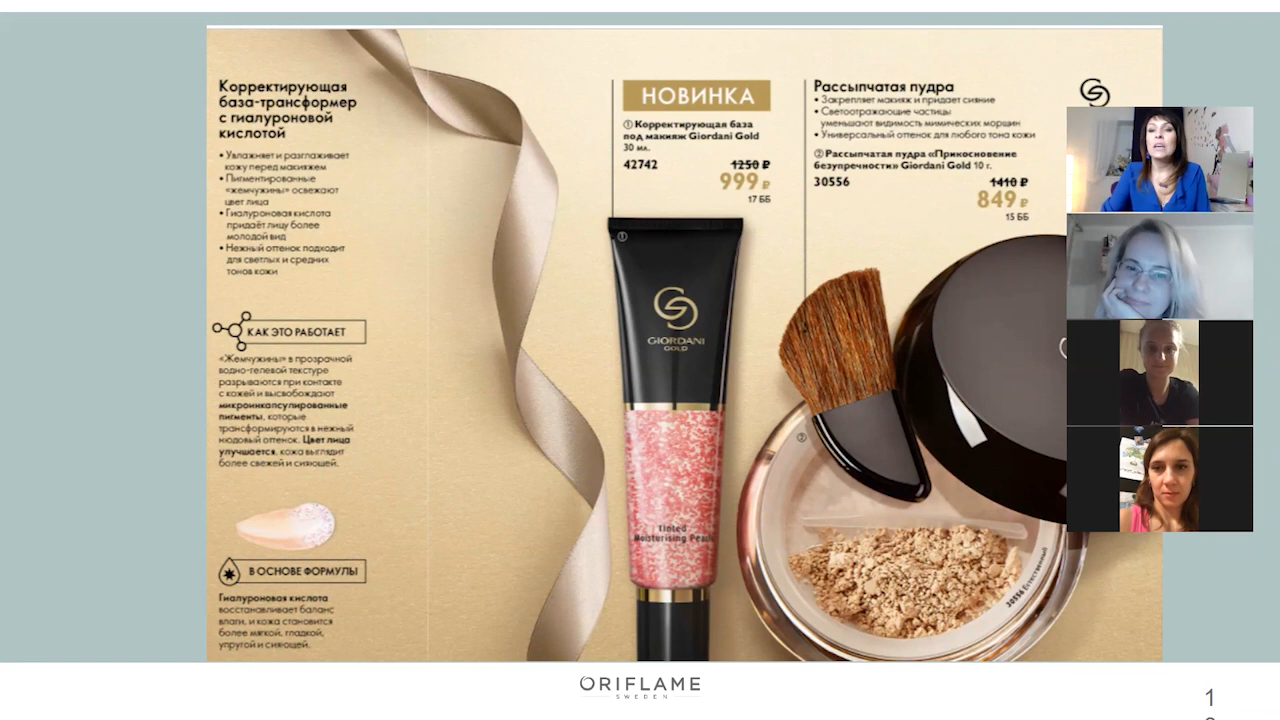 Корректирующая
база-трансформер
с гиалуроновой
кислотой
• Увлажняет и разглаживает
кожу перед макияжем
• Пигментированные
«жемчужины» освежают
цвет лица
• Гиалуроновая кислота
придаёт лицу более
молодой вид
• Нежный оттенок подходит
для светлых и средних
тонов кожи
КАК ЭТО РАБОТАЕТ
«Жемчужины» в прозрачной
водно-гелевой текстуре
разрываются при контакте
с кожей и высвобождают
микроинкапсулированные
пигменты, которые
трансформируются в нежный
нюдовый оттенок. Цвет лица
улучшается, кожа выглядит
более свежей и сияющей.
В ОСНОВЕ ФОРМУЛЫ
Гиалуроновая кислота
восстанавливает баланс
влаги, и кожа становится
более мягкой, гладкой,
упругой и сияющей.
НОВИНКА
① Корректирующая база
под макияж Giordani Gold
30 мл.
42742 1250 ₽
999 ₽
17 ББ
Рассыпчатая пудра
• Закрепляет макияж и придает сияние
• Светоотражающие частицы
уменьшают видимость мимических морщин
• Универсальный оттенок для любого тона кожи
② Рассыпчатая пудра «Прикосновение
безупречности» Giordani Gold 10 г.
30556 1410 ₽
849 ₽
15 ББ
①
GIORDANI
GOLD
Tinted
Moisturising Pearls
②
30556 Естественный
ORIFLAME
SWEDEN
1